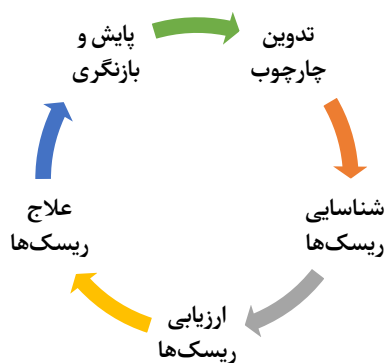 تدوین
چارچوب
شناسایی
ریسک‌ها
ارزیابی
ریسک‌ها
علاج
ریسک‌ها
پایش و
بازنگری